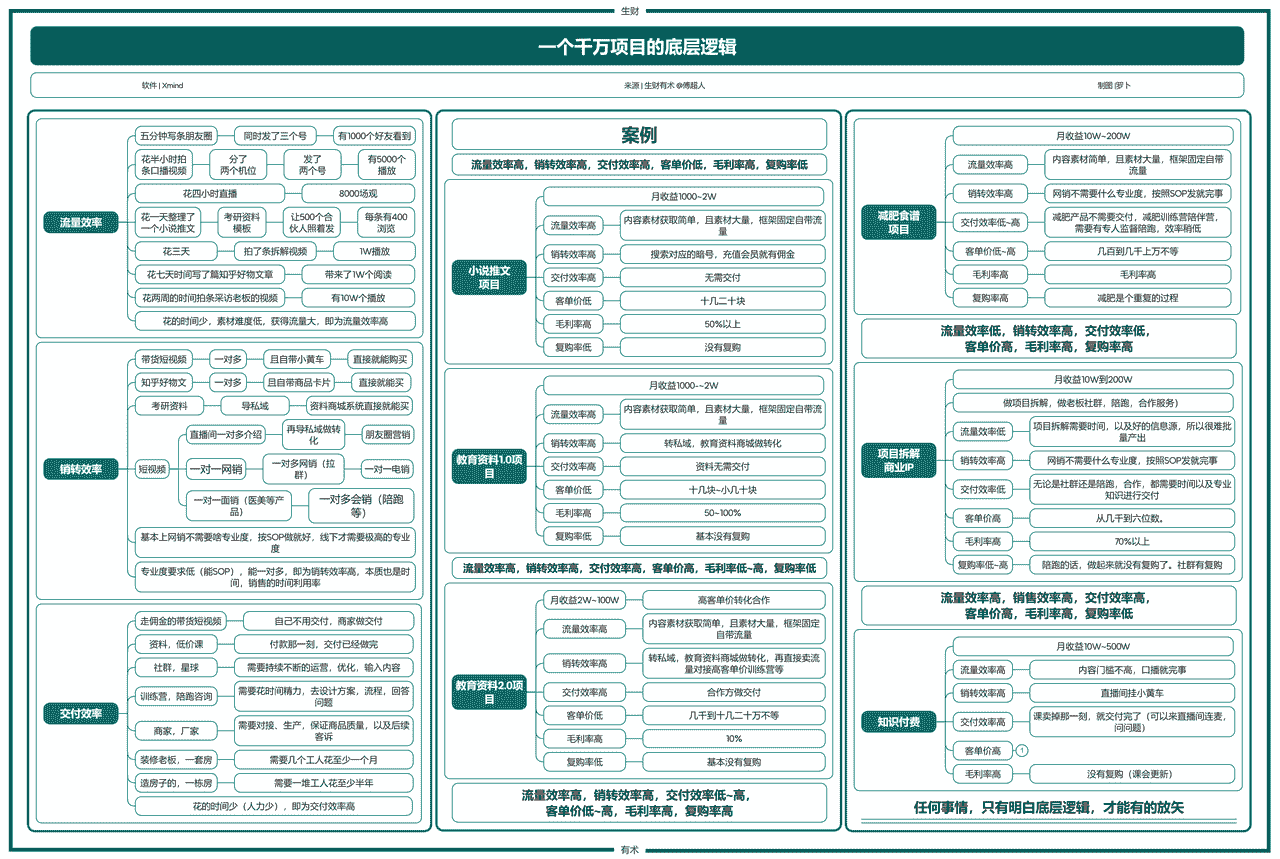 生财
一个千万项目的底层逻辑
软件 | Xmind
来源 | 生财有术 @傅超人
制图 |罗卜
流量效率
五分钟写条朋友圈
同时发了三个号
有1000个好友看到
花半小时拍
条口播视频
分了
两个机位
发了
两个号
有5000个
播放
花四小时直播
8000场观
花一天整理了
一个小说推文
考研资料
模板
让500个合
伙人照着发
每条有400
浏览
花三天
拍了条拆解视频
1W播放
花七天时间写了篇知乎好物文章
带来了1W个阅读
花两周的时间拍条采访老板的视频
有10W个播放
花的时间少，素材难度低，获得流量大，即为流量效率高
销转效率
带货短视频
一对多
且自带小黄车
直接就能购买
知乎好物文
一对多
且自带商品卡片
直接就能买
考研资料
导私域
资料商城系统直接就能买
短视频
直播间一对多介绍
再导私域做转
化
朋友圈营销
一对一网销
一对多网销（拉
群）
一对一电销
一对一面销（医美等产
品）
一对多会销（陪跑
等）
基本上网销不需要啥专业度，按SOP做就好，线下才需要极高的专业
度
专业度要求低（能SOP），能一对多，即为销转效率高，本质也是时
间，销售的时间利用率
交付效率
走佣金的带货短视频
自己不用交付，商家做交付
资料，低价课
付款那一刻，交付已经做完
社群，星球
需要持续不断的运营，优化，输入内容
训练营，陪跑咨询
需要花时间精力，去设计方案，流程，回答
问题
商家，厂家
需要对接、生产，保证商品质量，以及后续
客诉
装修老板，一套房
需要几个工人花至少一个月
造房子的，一栋房
需要一堆工人花至少半年
花的时间少（人力少），即为交付效率高
案例
流量效率高，销转效率高，交付效率高，客单价低，毛利率高，复购率低
小说推文
项目
月收益1000~2W
流量效率高
内容素材获取简单，且素材大量，框架固定自带流
量
销转效率高
搜索对应的暗号，充值会员就有佣金
交付效率高
无需交付
客单价低
十几二十块
毛利率高
50%以上
复购率低
没有复购
教育资料1.0项
目
月收益1000-~2W
流量效率高
内容素材获取简单，且素材大量，框架固定自带流
量
销转效率高
转私域，教育资料商城做转化
交付效率高
资料无需交付
客单价低
十几块~小几十块
毛利率高
50~100%
复购率低
基本没有复购
流量效率高，销转效率高，交付效率高，客单价高，毛利率低~高，复购率低
教育资料2.0项
目
月收益2W~100W
高客单价转化合作
流量效率高
内容素材获取简单，且素材大量，框架固定
自带流量
销转效率高
转私域，教育资料商城做转化，再直接卖流
量对接高客单价训练营等
交付效率高
合作方做交付
客单价低
几千到十几二十万不等
毛利率高
10%
复购率低
基本没有复购
流量效率高，销转效率高，交付效率低~高，
客单价低~高，毛利率高，复购率高
减肥食谱
项目
月收益10W~200W
流量效率高
内容素材简单，且素材大量，框架固定自带
流量
销转效率高
网销不需要什么专业度，按照SOP发就完事
交付效率低~高
减肥产品不需要交付，减肥训练营陪伴营，
需要有专人监督陪跑，效率稍低
客单价低~高
几百到几千上万不等
毛利率高
毛利率高
复购率高
减肥是个重复的过程
流量效率低，销转效率高，交付效率低，
客单价高，毛利率高，复购率高
项目拆解
商业IP
月收益10W到200W
做项目拆解，做老板社群，陪跑，合作服务）
流量效率低
项目拆解需要时间，以及好的信息源，所以很难批
量产出
销转效率高
网销不需要什么专业度，按照SOP发就完事
交付效率低
无论是社群还是陪跑，合作，都需要时间以及专业
知识进行交付
客单价高
从几千到六位数。
毛利率高
70%以上
复购率低~高
陪跑的话，做起来就没有复购了。社群有复购
流量效率高，销售效率高，交付效率高，
客单价高，毛利率高，复购率低
知识付费
月收益10W~500W
流量效率高
内容门槛不高，口播就完事
销转效率高
直播间挂小黄车
交付效率高
课卖掉那一刻，就交付完了（可以来直播间连麦，
问问题）
客单价高
1
毛利率高
没有复购（课会更新）
任何事情，只有明白底层逻辑，才能有的放矢
有术